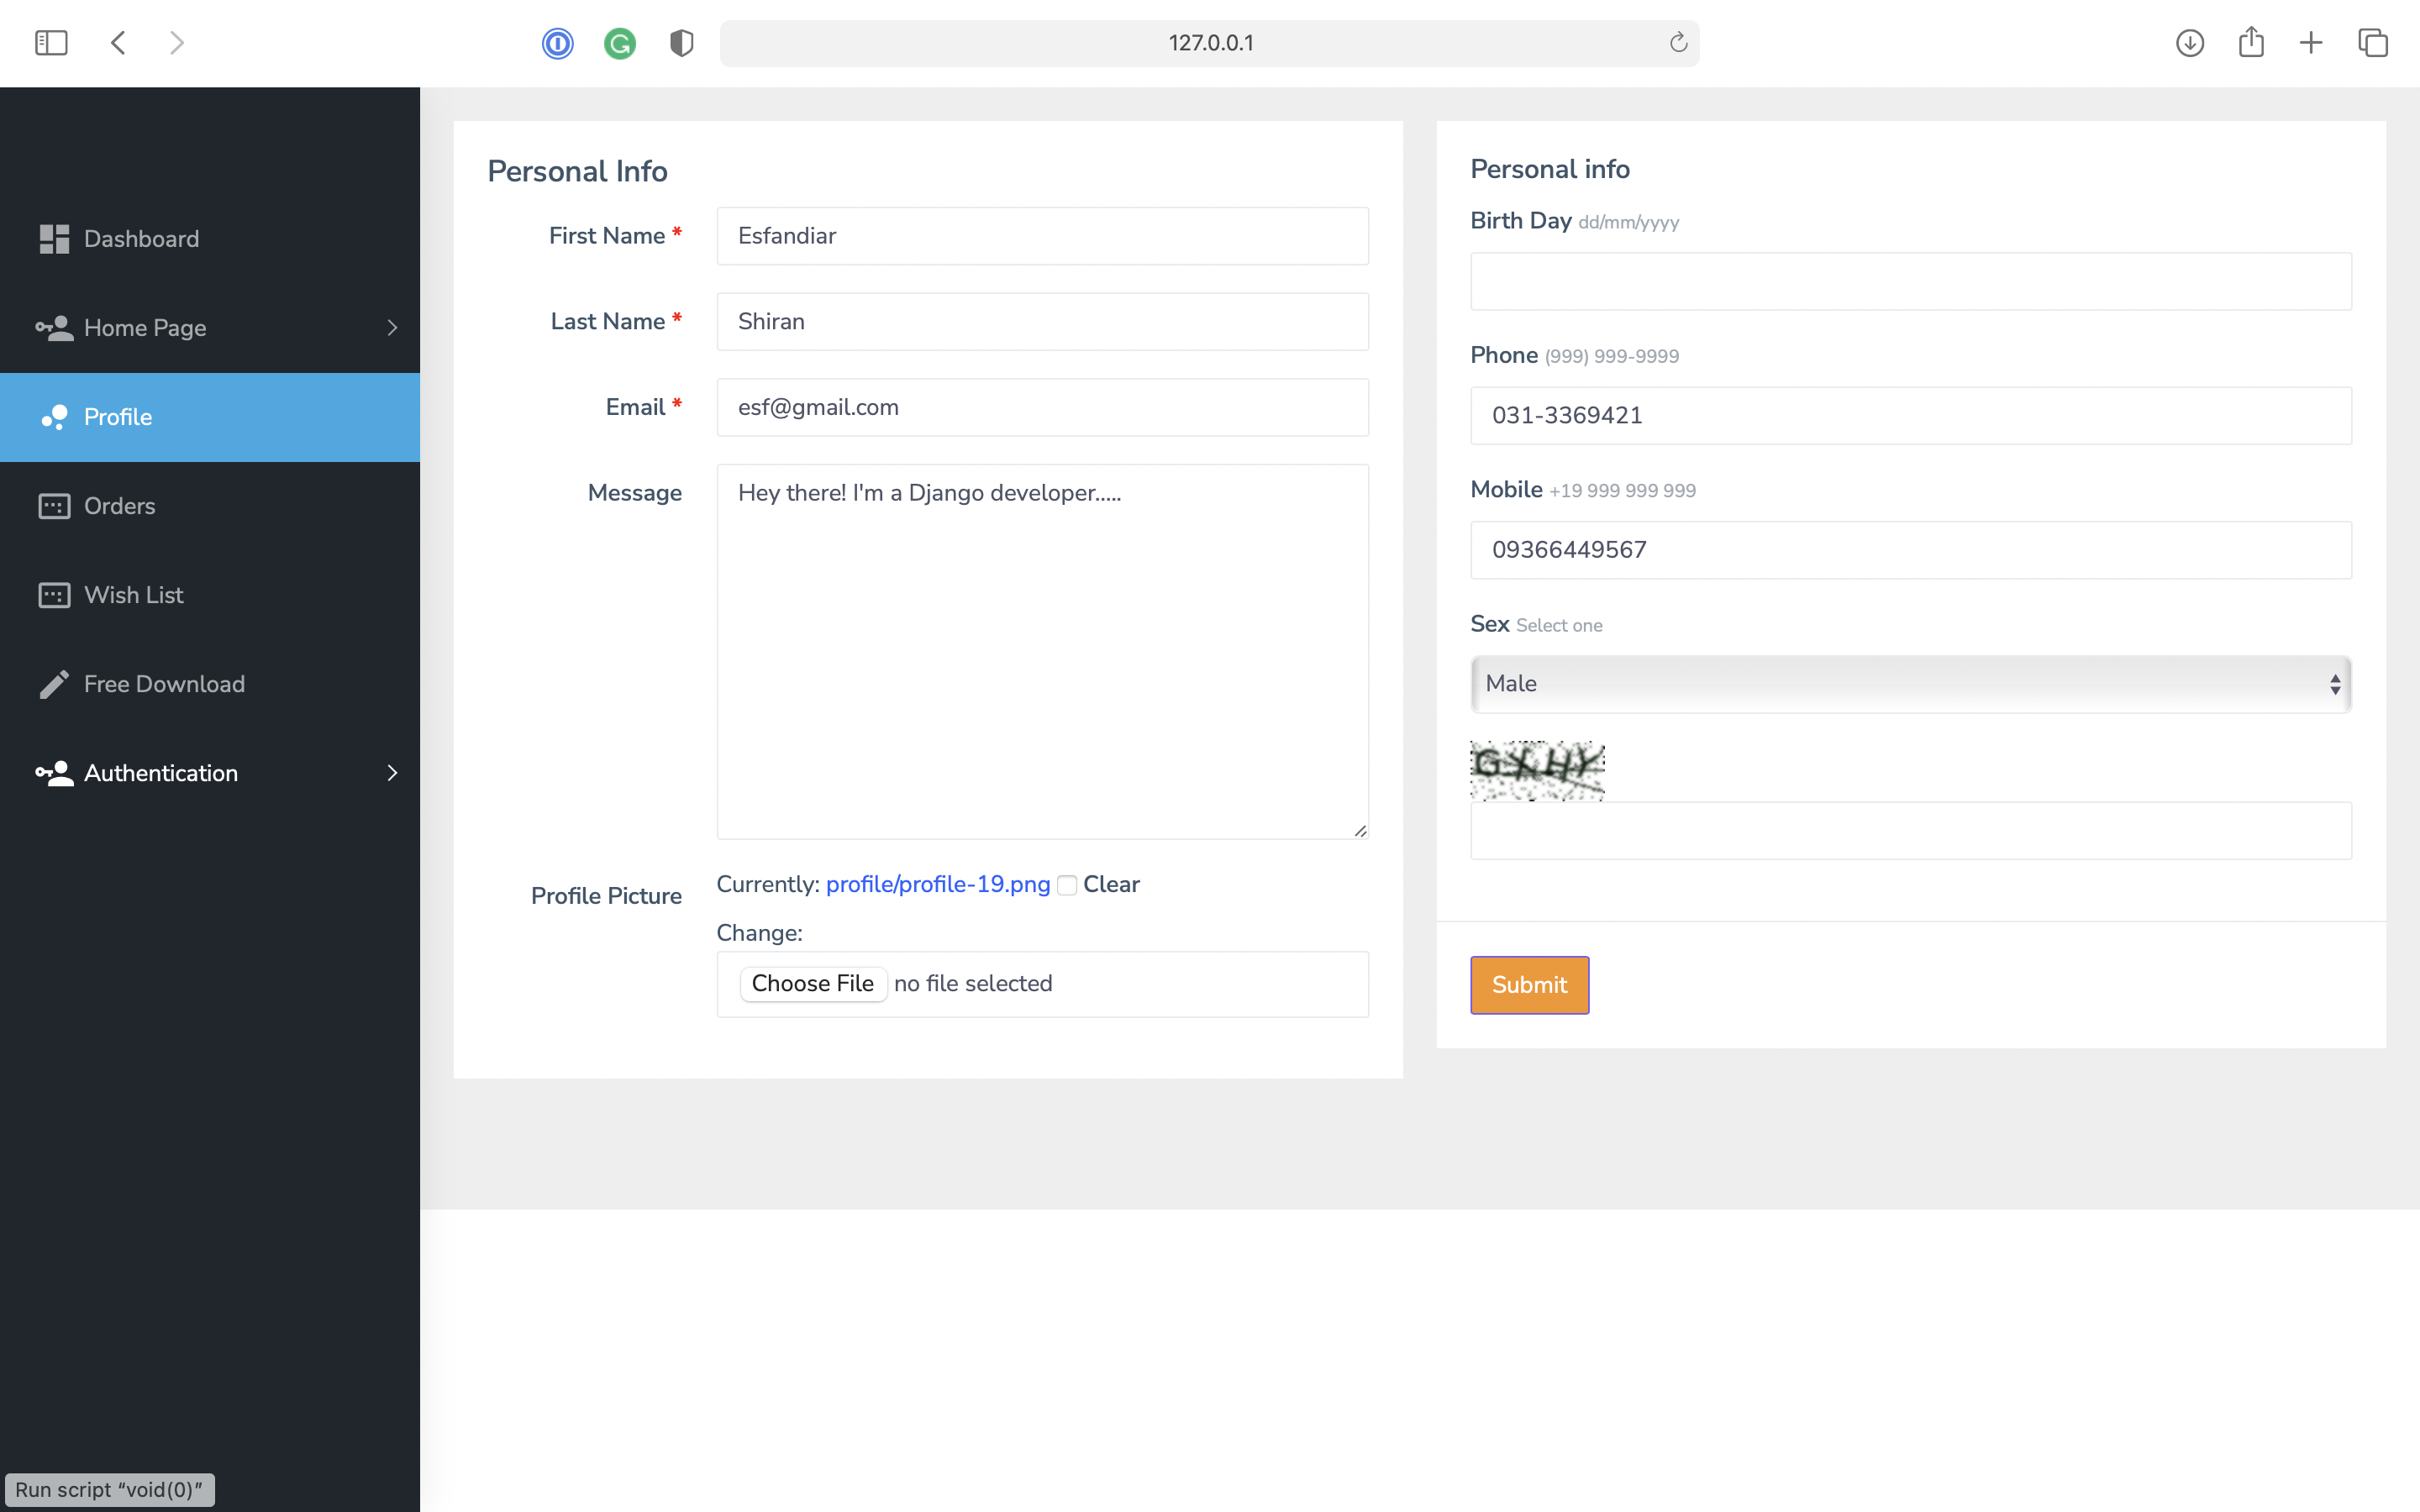 127.0.0.1
Dashboard
Home Page
Profile
Orders
Wish List
Free Download
Authentication
Personal Info
First Name * Esfandiar
Last Name * Shiran
Email * esf@gmail.com
Message Hey there! I'm a Django developer.....
Profile Picture Currently: profile/profile-19.png Clear
Change:
Choose File no file selected
Personal info
Birth Day dd/mm/yyyy
Phone (999) 999-9999
031-3369421
Mobile +19 999 999 999
09366449567
Sex Select one
Male
GXHY
Submit
Run script “void(0)”